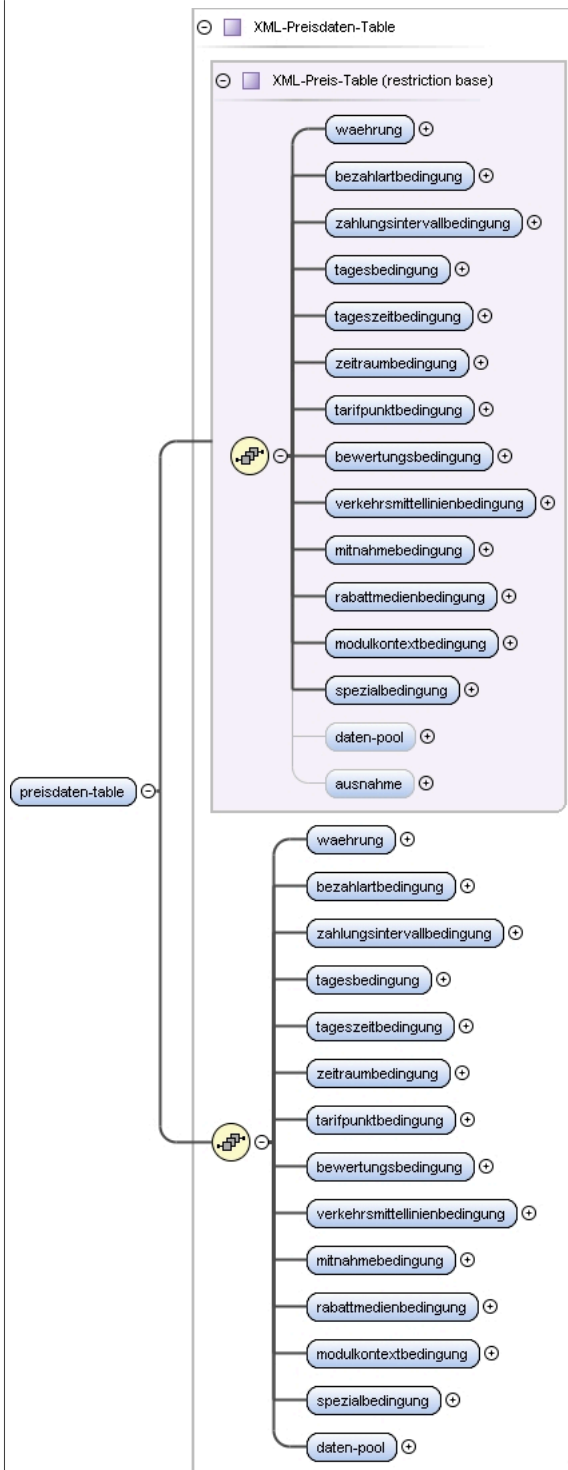 XML-Preisdaten-Table
XML-Preis-Table (restriction base)
waehrung
bezahlartbedingung
zahlungsintervallbedingung
tagesbedingung
tageszeitbedingung
zeitraumbedingung
tarifpunktbedingung
bewertungsbedingung
verkehrsmittellinienbedingung
mitnahmebedingung
rabattmedienbedingung
modulkontextbedingung
spezialbedingung
daten-pool
ausnahme
preisdaten-table
waehrung
bezahlartbedingung
zahlungsintervallbedingung
tagesbedingung
tageszeitbedingung
zeitraumbedingung
tarifpunktbedingung
bewertungsbedingung
verkehrsmittellinienbedingung
mitnahmebedingung
rabattmedienbedingung
modulkontextbedingung
spezialbedingung
daten-pool